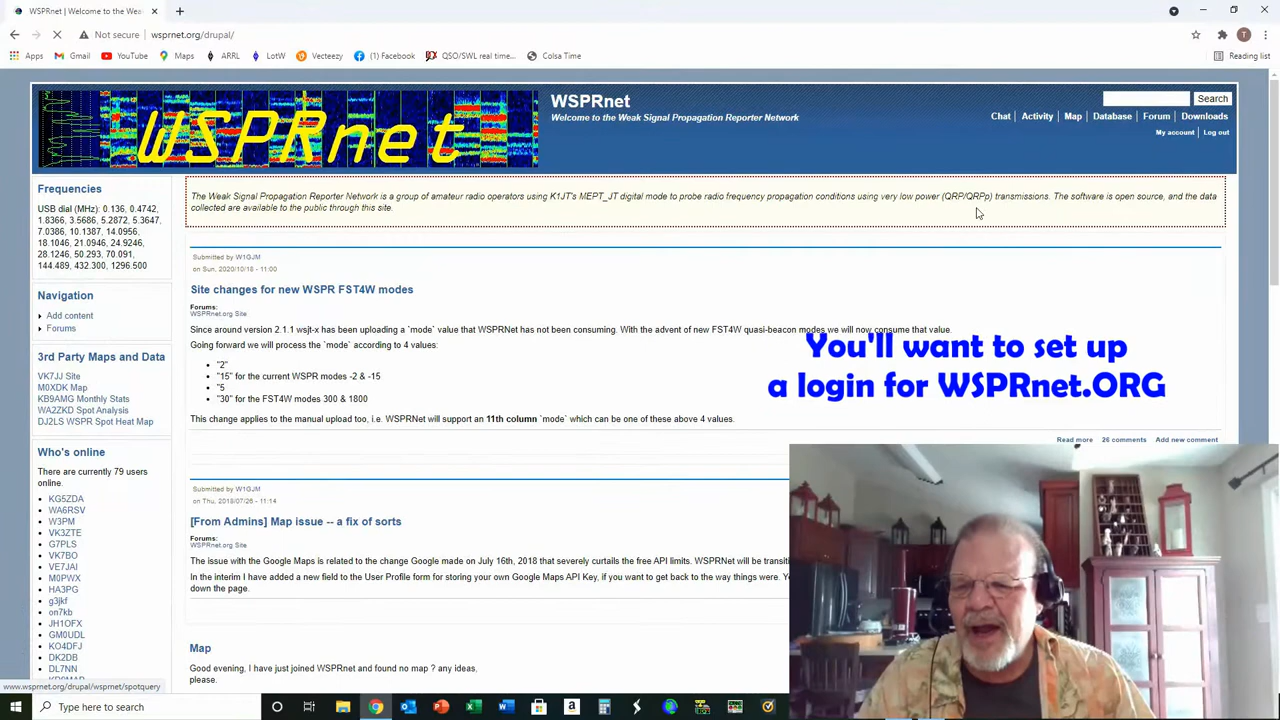 WSPRnet | Welcome to the Wea
Not secure | wsprnet.org/drupal/
Apps Gmail YouTube Maps ARRL LotW Vecteezy (1) Facebook QSO/SWL real time... Colsa Time Reading list
WSPRnet
WSPRnet
Welcome to the Weak Signal Propagation Reporter Network
Search
Chat Activity Map Database Forum Downloads
My account Log out
Frequencies
USB dial (MHz): 0.136, 0.4742,
1.8366, 3.5686, 5.2872, 5.3647,
7.0386, 10.1387, 14.0956,
18.1046, 21.0946, 24.9246,
28.1246, 50.293, 70.091,
144.489, 432.300, 1296.500
Navigation
Add content
Forums
3rd Party Maps and Data
VK7JJ Site
M0XDK Map
KB9AMG Monthly Stats
WA2ZKD Spot Analysis
DJ2LS WSPR Spot Heat Map
Who's online
There are currently 79 users
online.
KG5ZDA
WA6RSV
W3PM
VK3ZTE
G7PLS
VK7BO
VE7JAI
M0PWX
HA3PG
g3jkf
on7kb
JH1OFX
GM0UDL
KO4DFJ
DK2DB
DL7NN
The Weak Signal Propagation Reporter Network is a group of amateur radio operators using K1JT's MEPT_JT digital mode to probe radio frequency propagation conditions using very low power (QRP/QRPp) transmissions. The software is open source, and the data
collected are available to the public through this site.
Submitted by W1GJM
on Sun, 2020/10/18 - 11:00
Site changes for new WSPR FST4W modes
Forums:
WSPRnet.org Site
Since around version 2.1.1 wsjt-x has been uploading a `mode` value that WSPRNet has not been consuming. With the advent of new FST4W quasi-beacon modes we will now consume that value.
Going forward we will process the `mode` according to 4 values:
"2"
"15" for the current WSPR modes -2 & -15
"5
"30" for the FST4W modes 300 & 1800
This change applies to the manual upload too, i.e. WSPRNet will support an 11th column `mode` which can be one of these above 4 values.
Read more 26 comments Add new comment
You'll want to set up
a login for WSPRnet.ORG
Submitted by W1GJM
on Thu, 2018/07/26 - 11:14
[From Admins] Map issue -- a fix of sorts
Forums:
WSPRnet.org Site
The issue with the Google Maps is related to the change Google made on July 16th, 2018 that severely curtails the free API limits. WSPRNet will be transiti
In the interim I have added a new field to the User Profile form for storing your own Google Maps API Key, if you want to get back to the way things were. Y
down the page.
Map
Good evening, I have just joined WSPRnet and found no map ? any ideas,
please.
www.wsprnet.org/drupal/wsprnet/spotquery
Type here to search